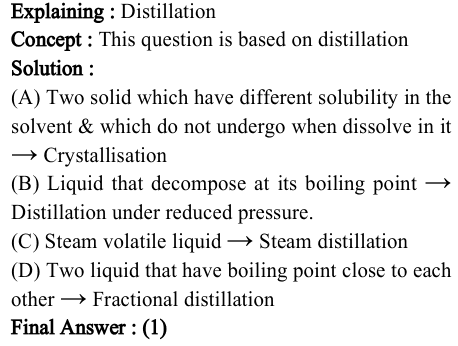 Explaining : Distillation
Concept : This question is based on distillation
Solution :
(A) Two solid which have different solubility in the
solvent & which do not undergo when dissolve in it
⟶ Crystallisation
(B) Liquid that decompose at its boiling point ⟶
Distillation under reduced pressure.
(C) Steam volatile liquid ⟶ Steam distillation
(D) Two liquid that have boiling point close to each
other ⟶ Fractional distillation
Final Answer : (1)